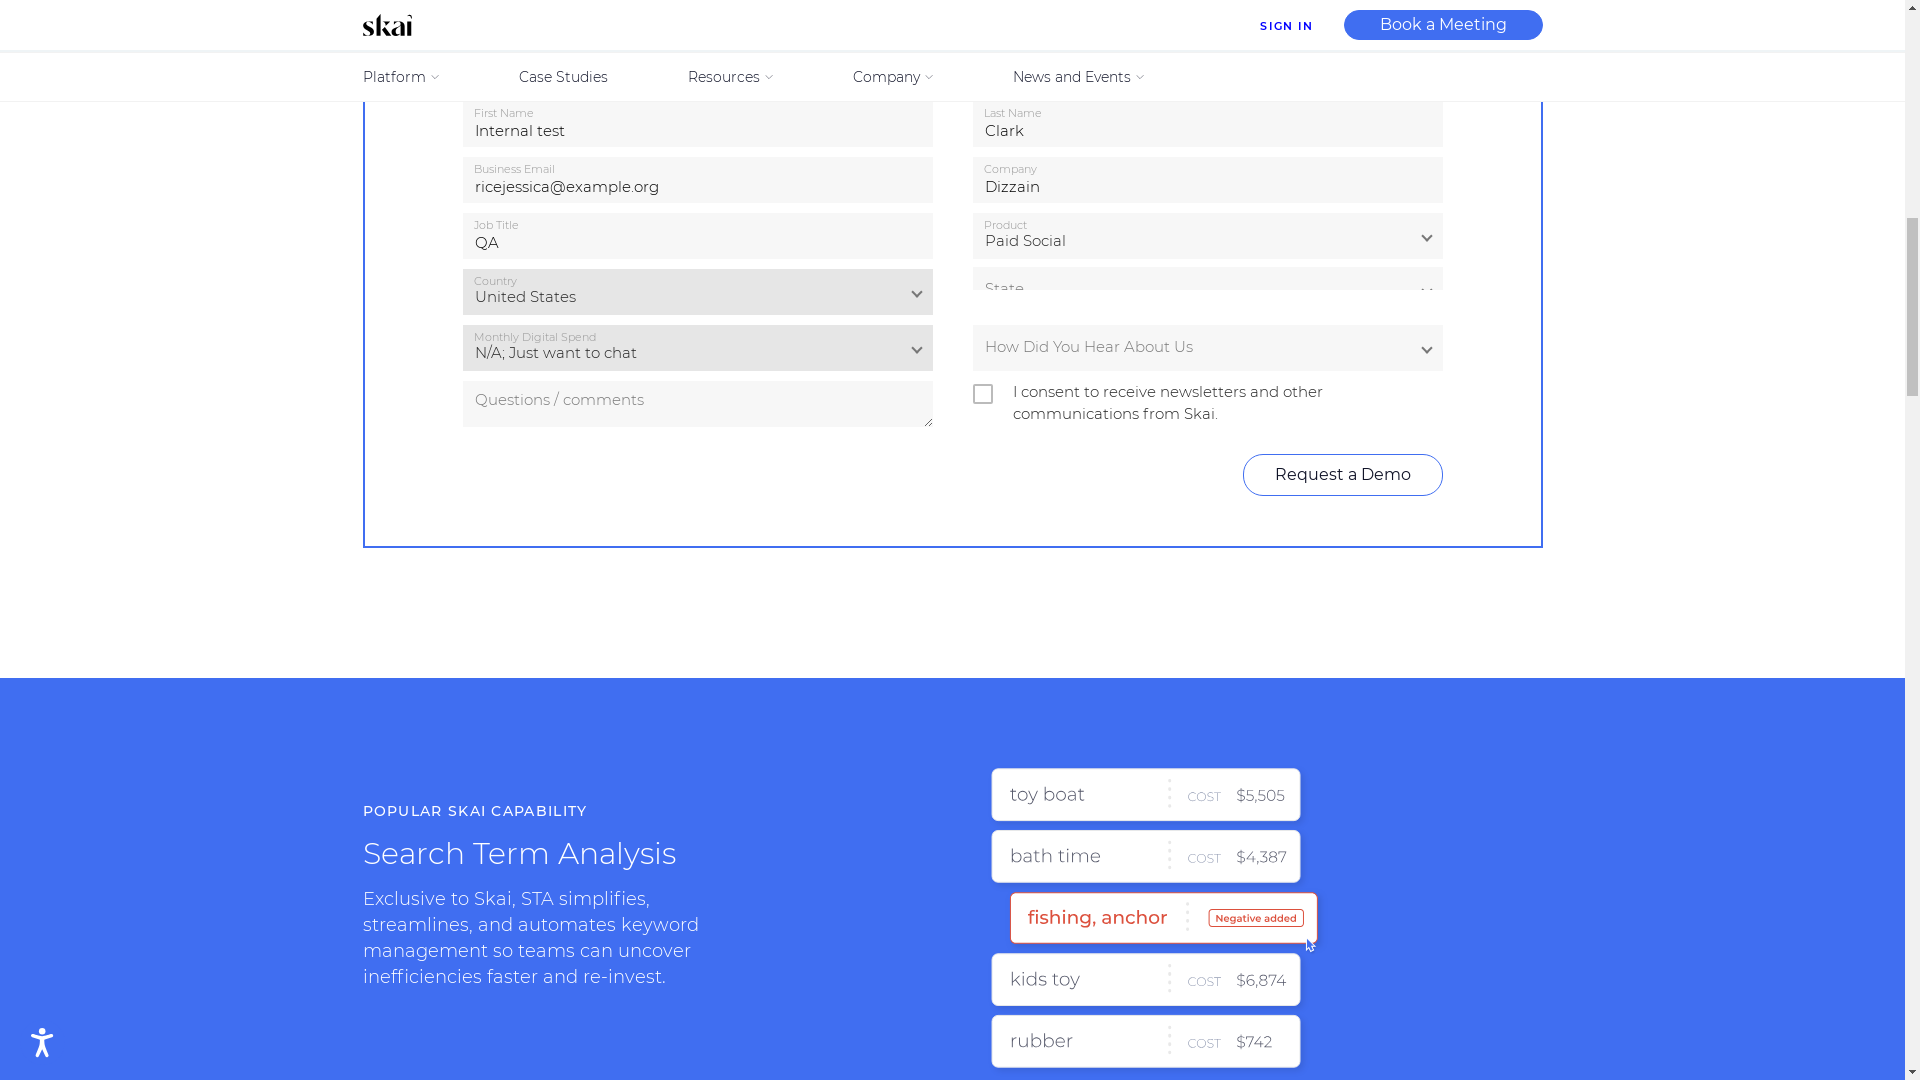 skai
SIGN IN
Book a Meeting
Platform
Case Studies
Resources
Company
News and Events
First Name
Internal test
Last Name
Clark
Business Email
ricejessica@example.org
Company
Dizzain
Job Title
QA
Product
Paid Social
Country
United States
State
Monthly Digital Spend
N/A; Just want to chat
How Did You Hear About Us
Questions / comments
I consent to receive newsletters and other
communications from Skai.
Request a Demo
POPULAR SKAI CAPABILITY
Search Term Analysis
Exclusive to Skai, STA simplifies,
streamlines, and automates keyword
management so teams can uncover
inefficiencies faster and re-invest.
toy boat COST $5,505
bath time COST $4,387
fishing, anchor Negative added
kids toy COST $6,874
rubber COST $742